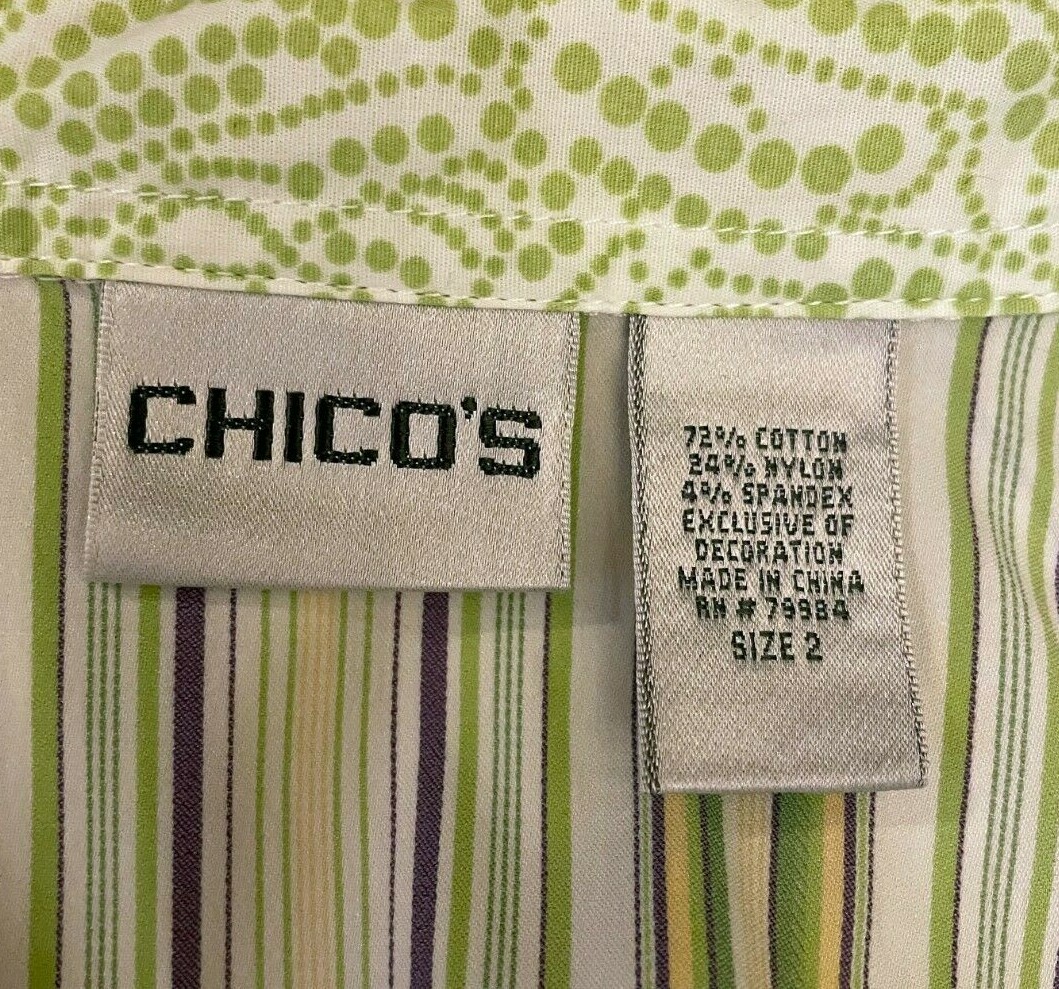 CHICO'S
72% COTTON
24% NYLON
4% SPANDEX
EXCLUSIVE OF
DECORATION
MADE IN CHINA
RN # 79984
SIZE 2